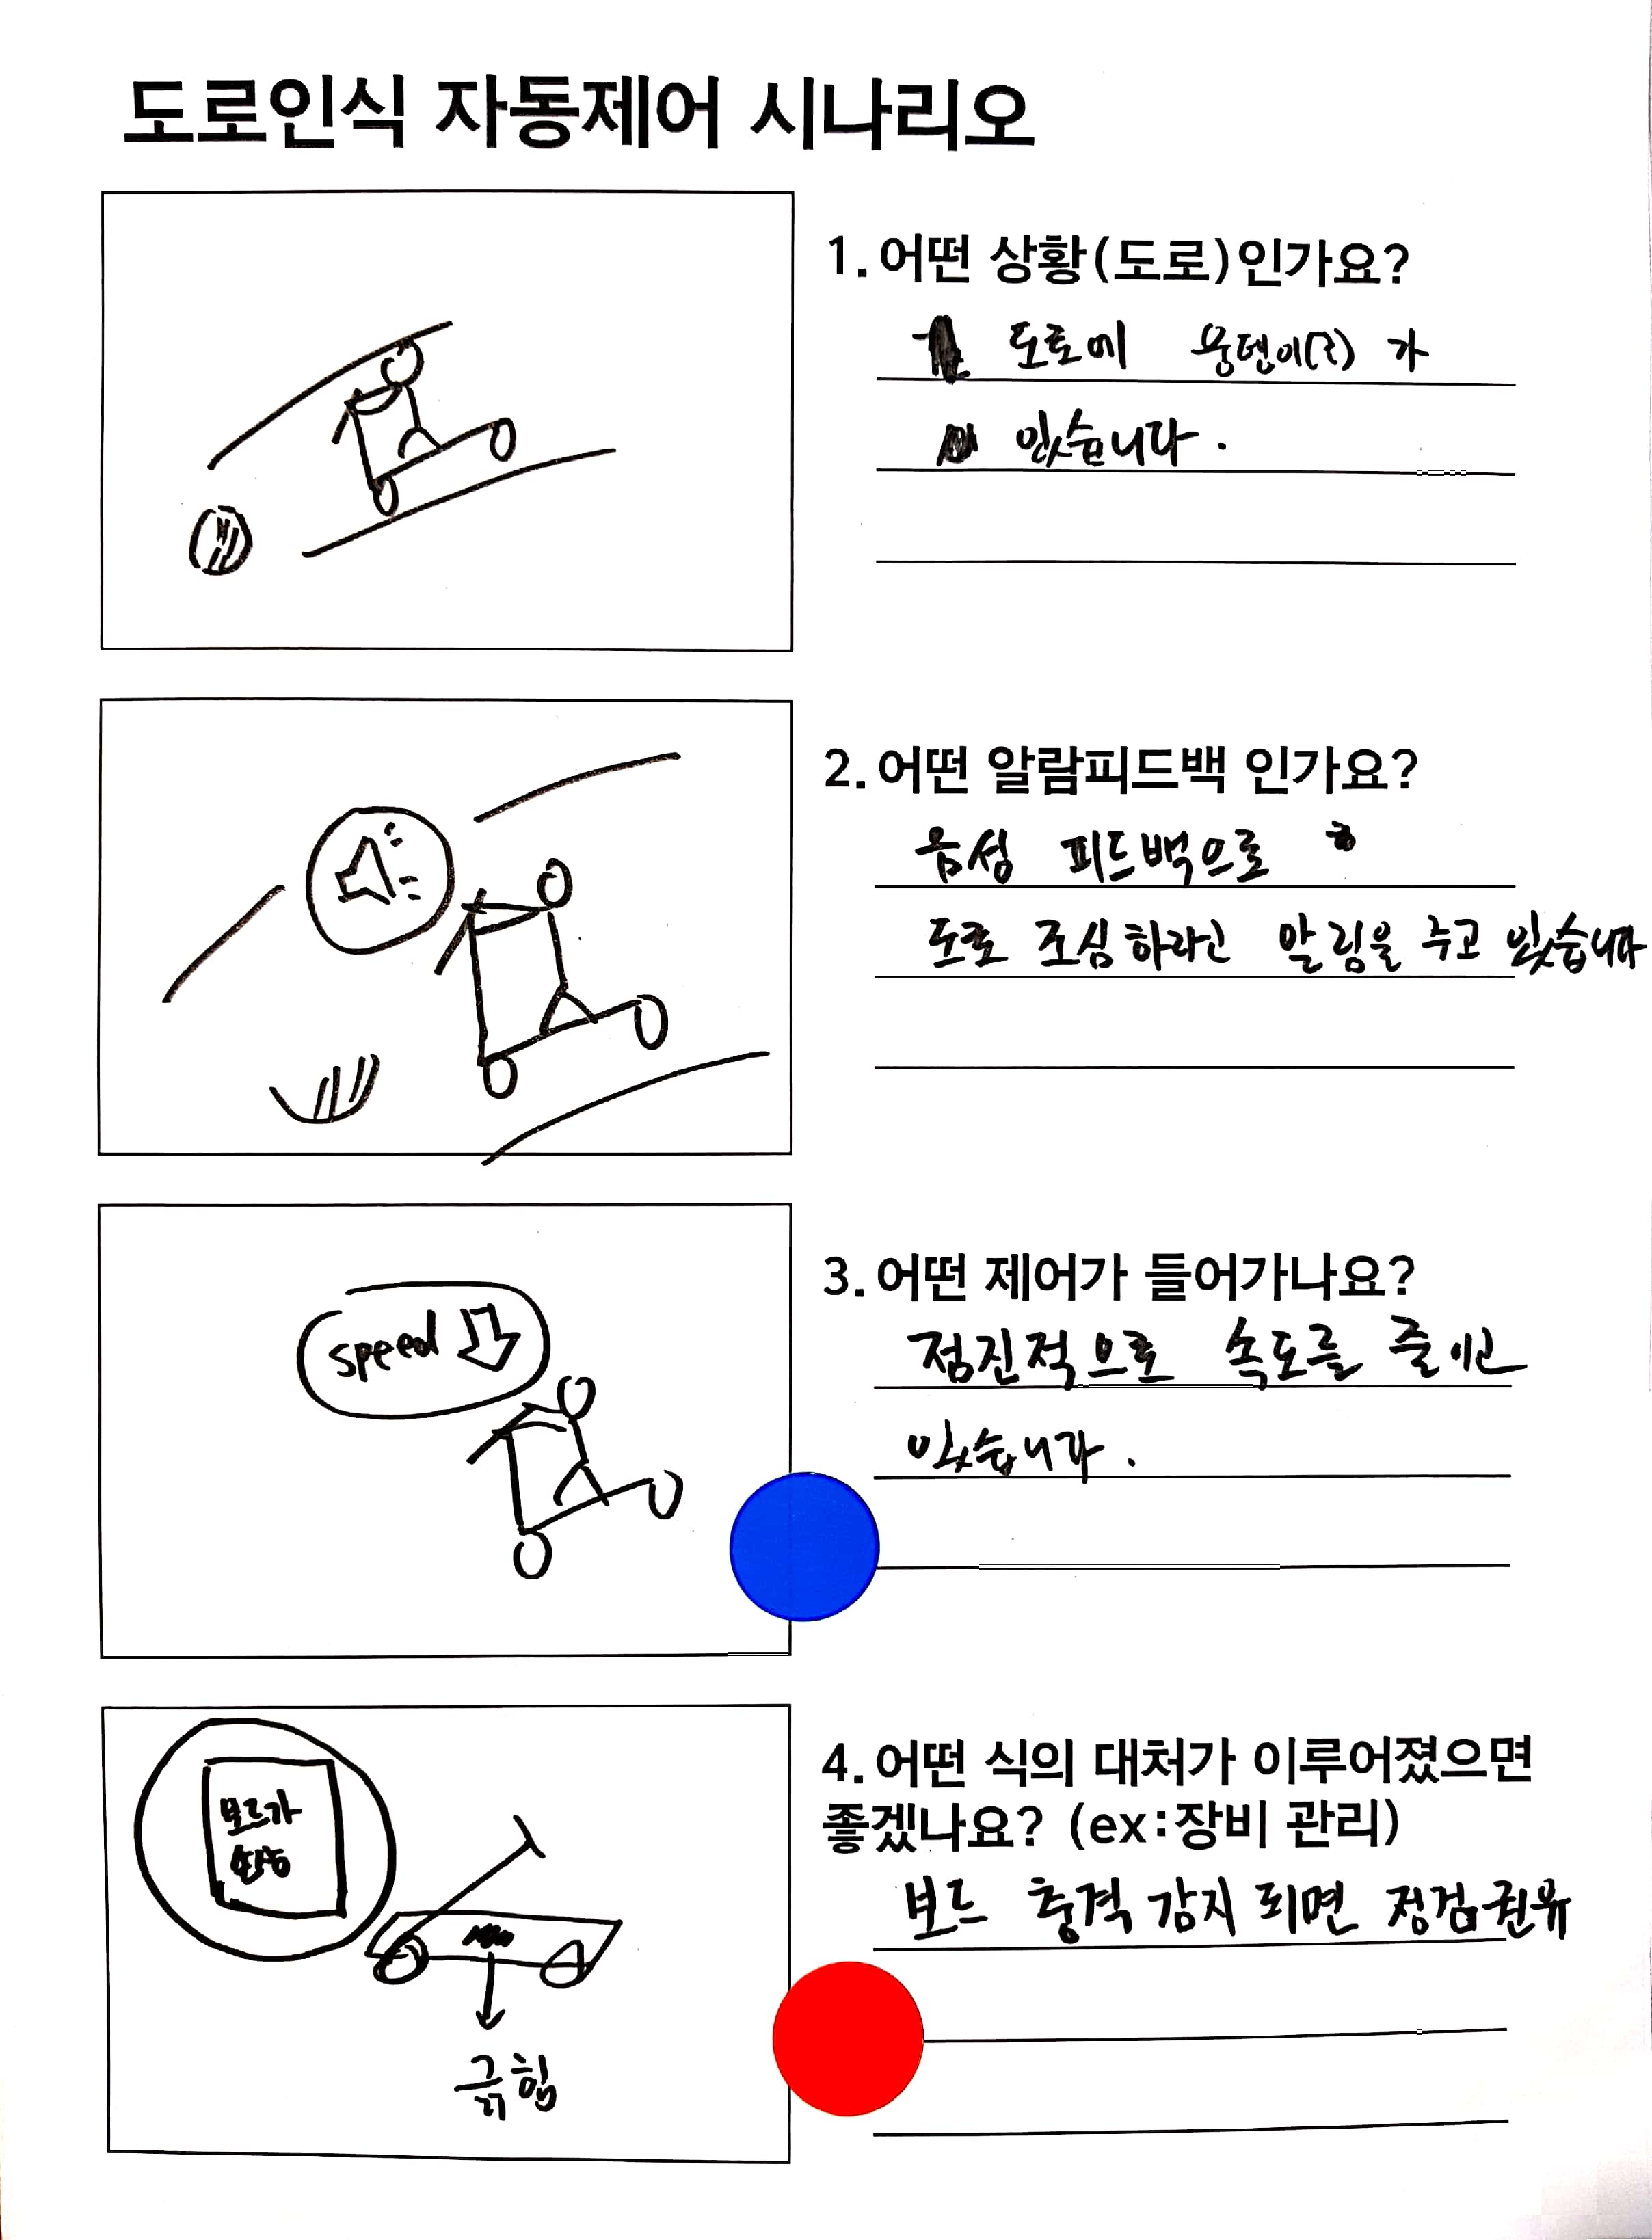 도로인식 자동제어 시나리오
1. 어떤 상황(도로)인가요?
도로에 웅덩이(?) 가
있습니다.
2. 어떤 알람피드백 인가요?
음성 피드백으로
도로 조심하라고 알림을 주고 있습니다
speed
3. 어떤 제어가 들어가나요?
점진적으로 속도를 줄이고
있습니다.
보드가
4. 어떤 식의 대처가 이루어졌으면
좋겠나요? (ex:장비 관리)
보드 충격 감지 되면 점검권유